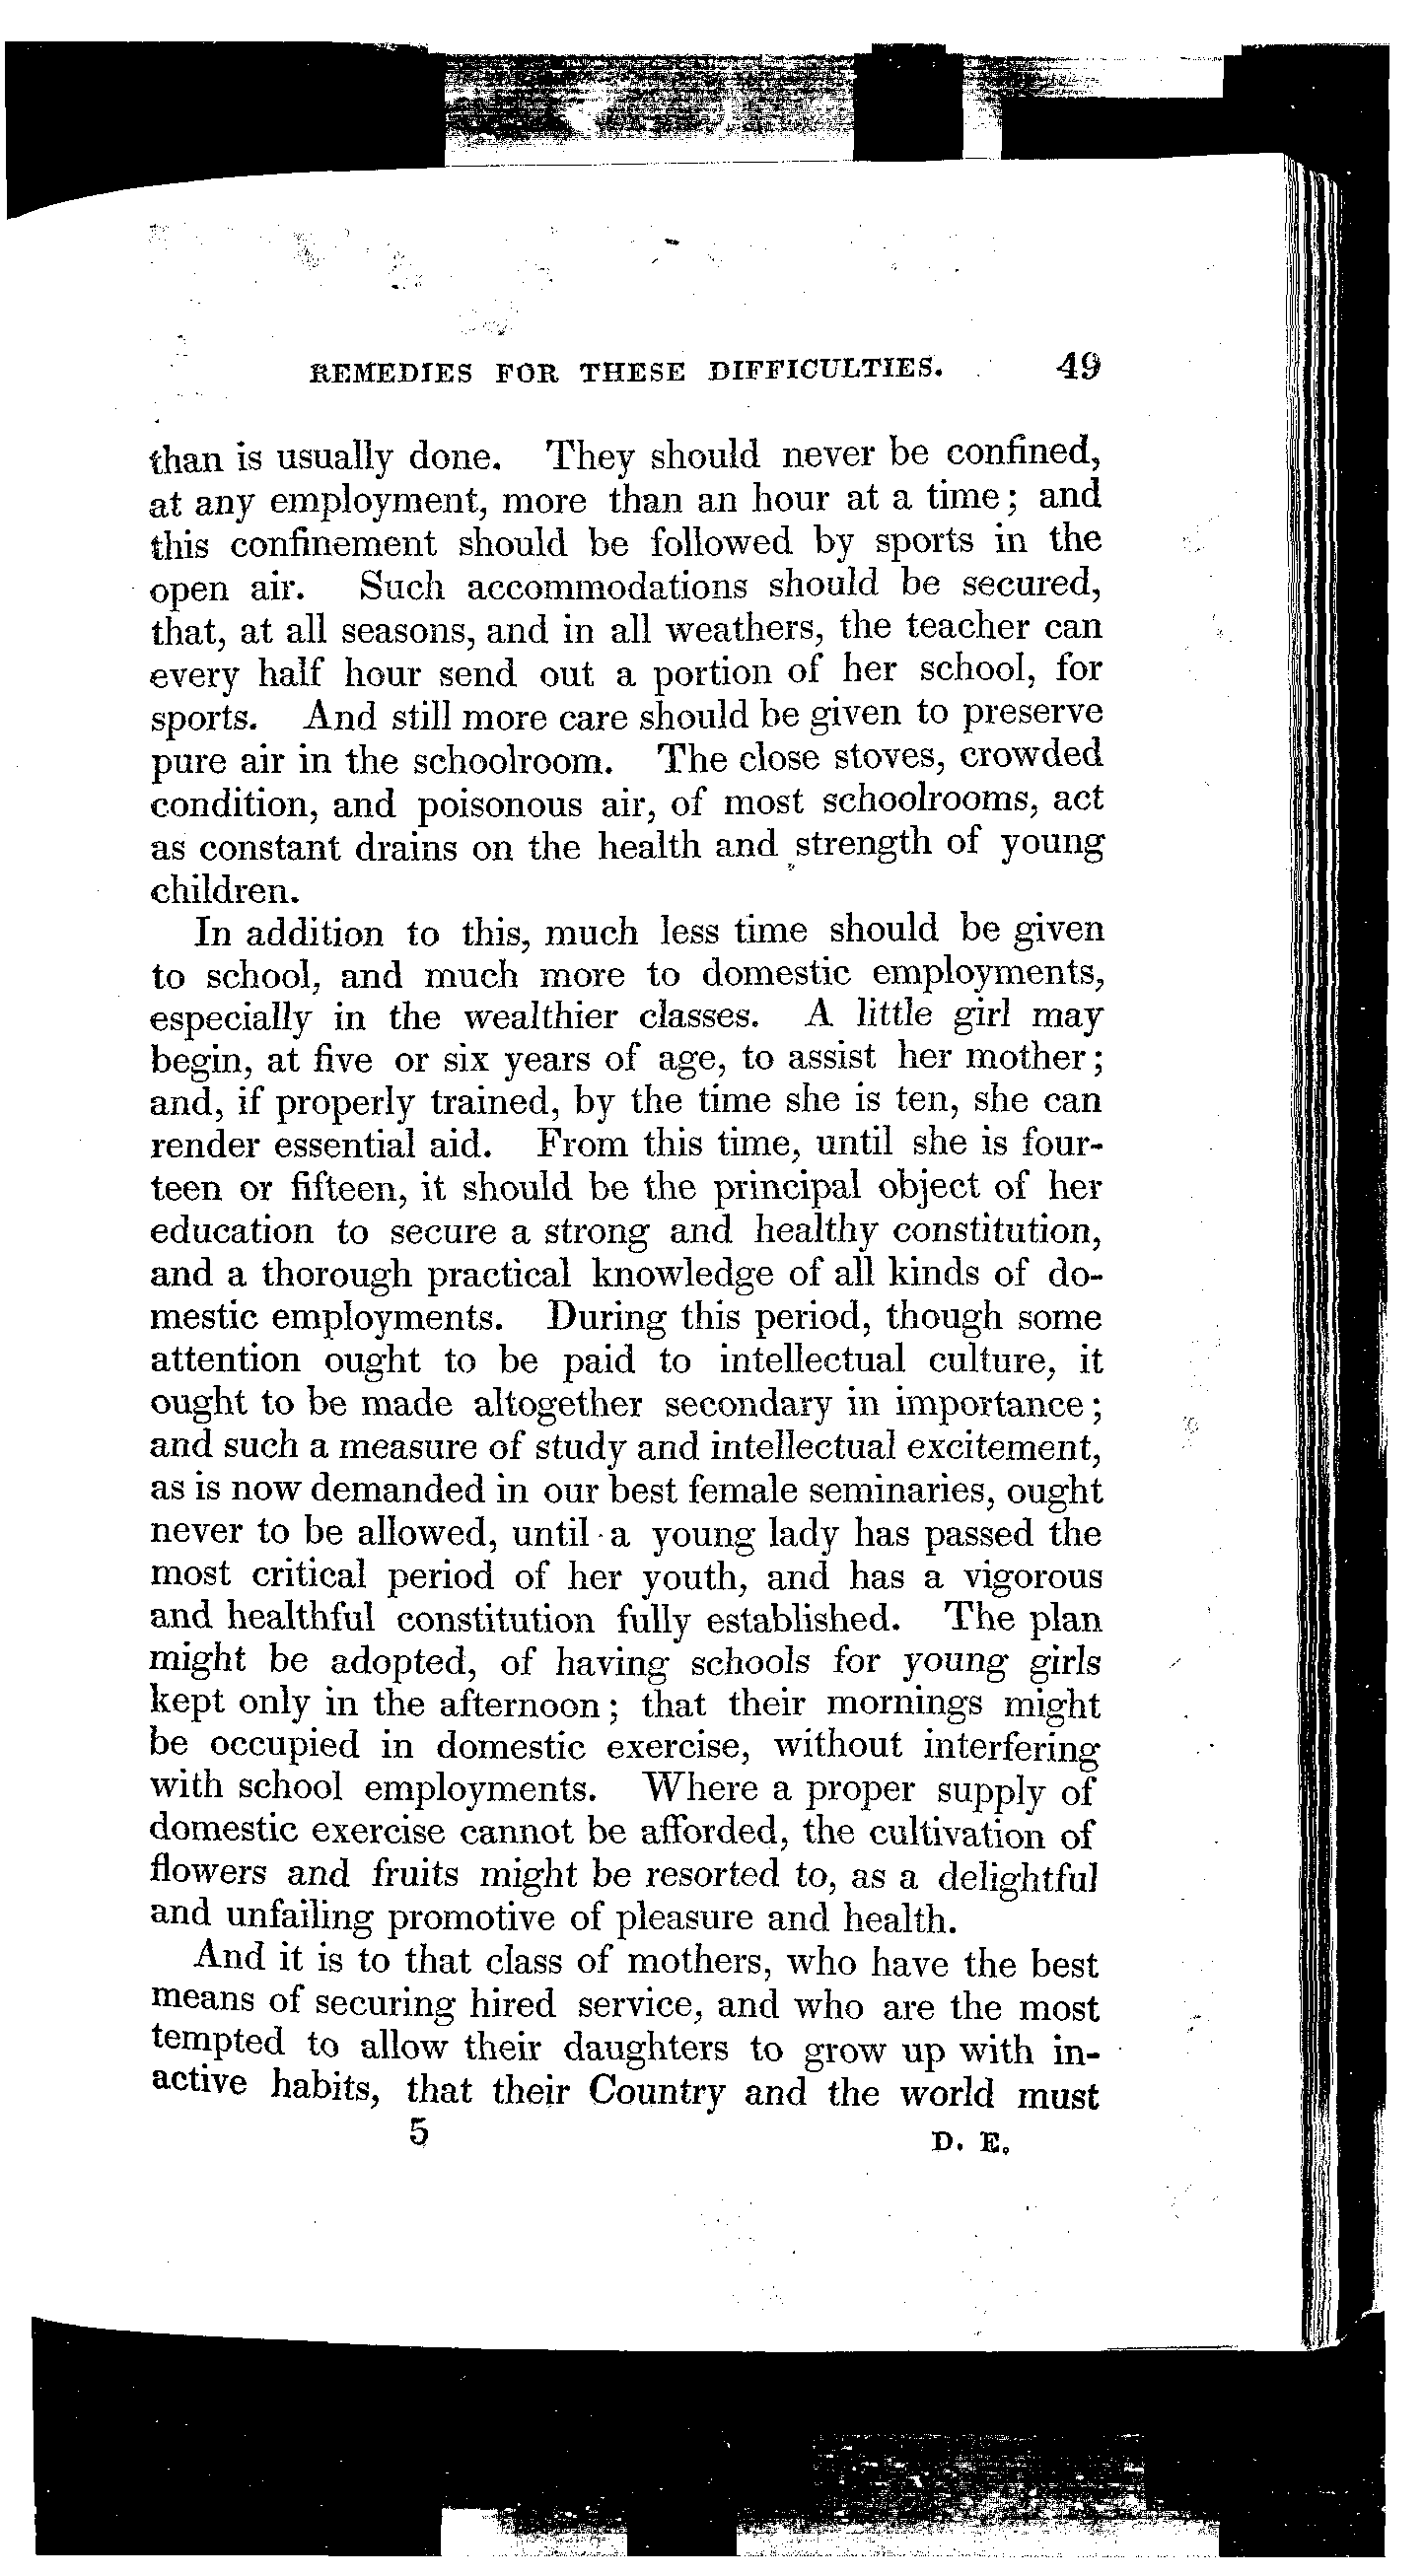 REMEDIES FOR THESE DIFFICULTIES. 49
than is usually done. They should never be confined,
at any employment, more than an hour at a time; and
this confinement should be followed by sports in the
open air. Such accommodations should be secured,
that, at all seasons, and in all weathers, the teacher can
every half hour send out a portion of her school, for
sports. And still more care should be given to preserve
pure air in the schoolroom. The close stoves, crowded
condition, and poisonous air, of most schoolrooms, act
as constant drains on the health and strength of young
children.
In addition to this, much less time should be given
to school, and much more to domestic employments,
especially in the wealthier classes. A little girl may
begin, at five or six years of age, to assist her mother;
and, if properly trained, by the time she is ten, she can
render essential aid. From this time, until she is four-
teen or fifteen, it should be the principal object of her
education to secure a strong and healthy constitution,
and a thorough practical knowledge of all kinds of do-
mestic employments. During this period, though some
attention ought to be paid to intellectual culture, it
ought to be made altogether secondary in importance;
and such a measure of study and intellectual excitement,
as is now demanded in our best female seminaries, ought
never to be allowed, until a young lady has passed the
most critical period of her youth, and has a vigorous
and healthful constitution fully established. The plan
might be adopted, of having schools for young girls
kept only in the afternoon; that their mornings might
be occupied in domestic exercise, without interfering
with school employments. Where a proper supply of
domestic exercise cannot be afforded, the cultivation of
flowers and fruits might be resorted to, as a delightful
and unfailing promotive of pleasure and health.
And it is to that class of mothers, who have the best
means of securing hired service, and who are the most
tempted to allow their daughters to grow up with in-
active habits, that their Country and the world must
5 D. E.